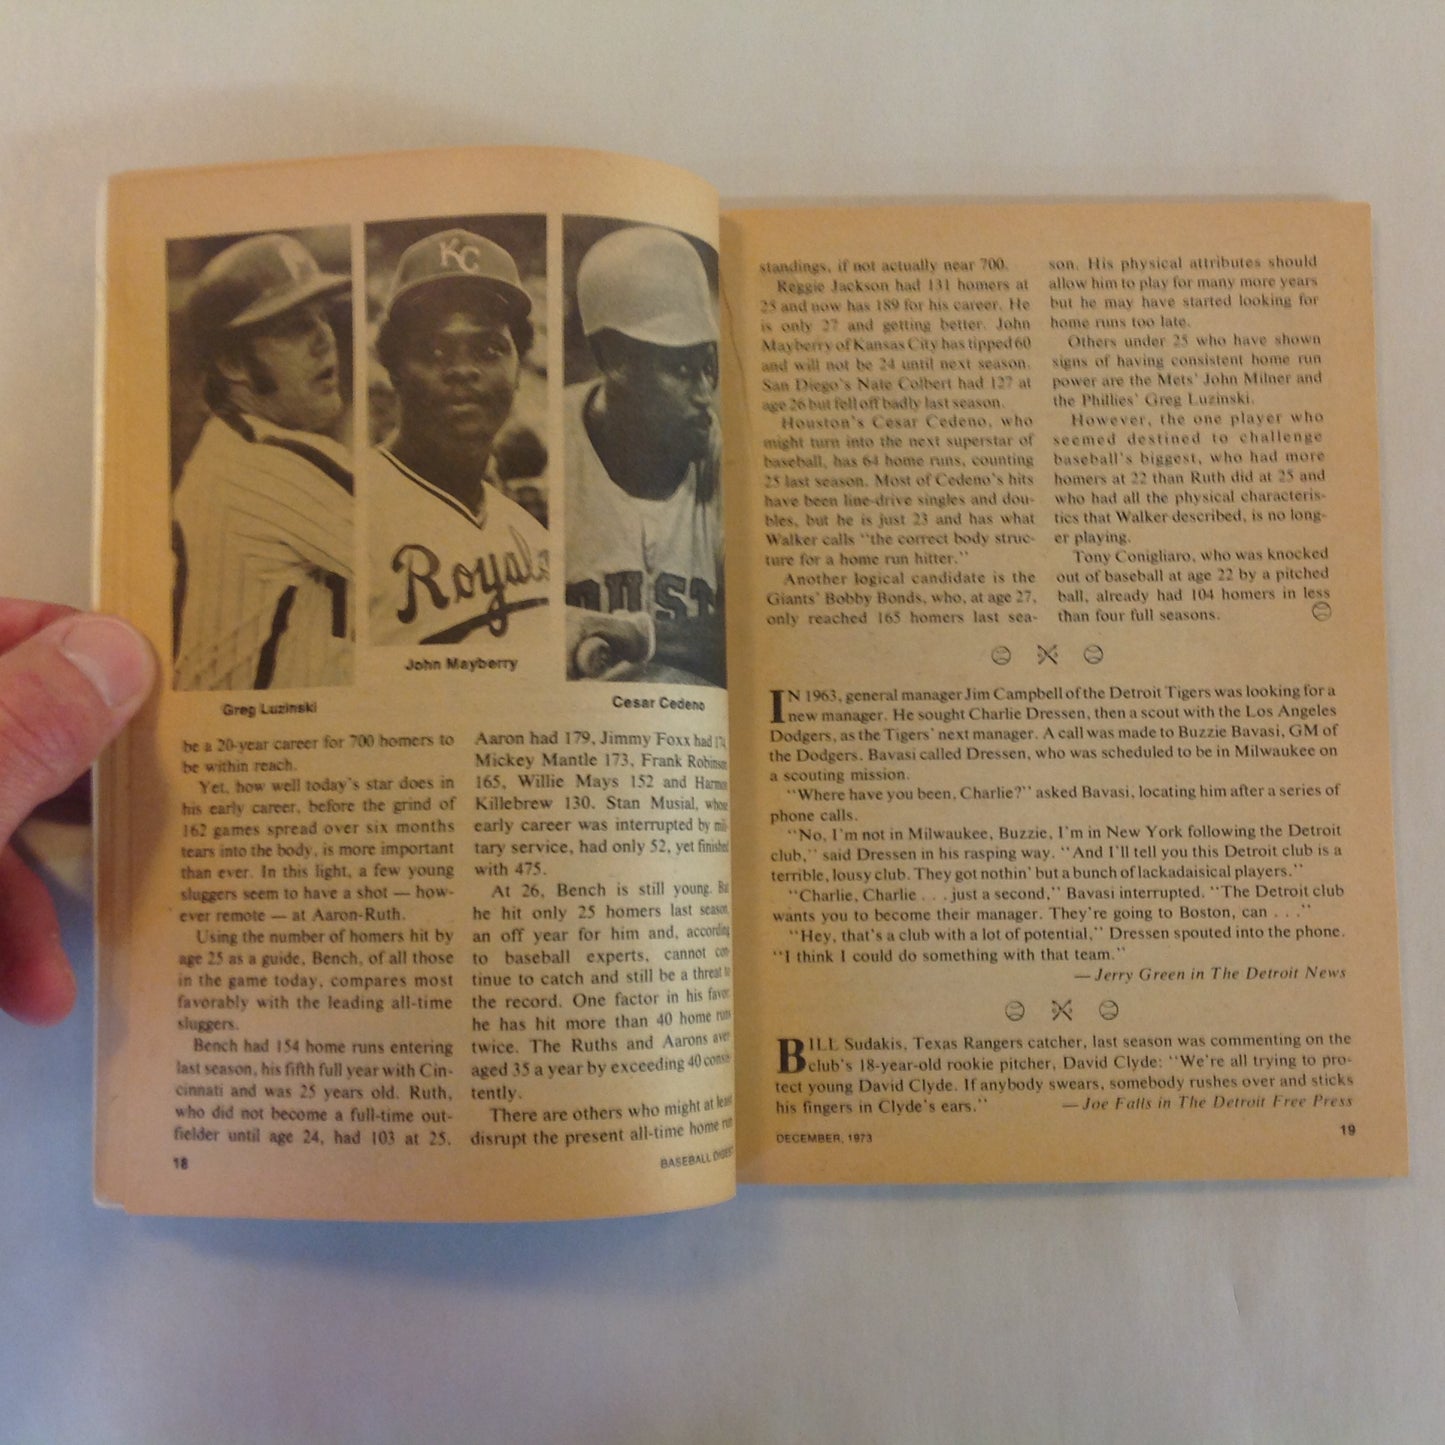 KC
Royals
OUST
Greg Luzinski
John Mayberry
Cesar Cedeno
be a 20-year career for 700 homers to
be within reach.
Yet, how well today's star does in
his early career, before the grind of
162 games spread over six months
tears into the body, is more important
than ever. In this light, a few young
sluggers seem to have a shot — how-
ever remote — at Aaron-Ruth.
Using the number of homers hit by
age 25 as a guide, Bench, of all those
in the game today, compares most
favorably with the leading all-time
sluggers.
Bench had 154 home runs entering
last season, his fifth full year with Cin-
cinnati and was 25 years old. Ruth,
who did not become a full-time out-
fielder until age 24, had 103 at 25,
18
Aaron had 179, Jimmy Foxx had 174,
Mickey Mantle 173, Frank Robinson
165, Willie Mays 152 and Harmon
Killebrew 130. Stan Musial, whose
early career was interrupted by mili-
tary service, had only 52, yet finished
with 475.
At 26, Bench is still young. But
he hit only 25 homers last season,
an off year for him and, according
to baseball experts, cannot con-
tinue to catch and still be a threat to
the record. One factor in his favor:
he has hit more than 40 home runs
twice. The Ruths and Aarons aver-
aged 35 a year by exceeding 40 consis-
tently.
There are others who might at least
disrupt the present all-time home run
BASEBALL DIGEST
standings, if not actually near 700.
Reggie Jackson had 131 homers at
25 and now has 189 for his career. He
is only 27 and getting better. John
Mayberry of Kansas City has tipped 60
and will not be 24 until next season.
San Diego's Nate Colbert had 127 at
age 26 but fell off badly last season.
Houston's Cesar Cedeno, who
might turn into the next superstar of
baseball, has 64 home runs, counting
25 last season. Most of Cedeno's hits
have been line-drive singles and dou-
bles, but he is just 23 and has what
Walker calls "the correct body struc-
ture for a home run hitter."
Another logical candidate is the
Giants' Bobby Bonds, who, at age 27,
only reached 165 homers last sea-
son. His physical attributes should
allow him to play for many more years
but he may have started looking for
home runs too late.
Others under 25 who have shown
signs of having consistent home run
power are the Mets' John Milner and
the Phillies' Greg Luzinski.
However, the one player who
seemed destined to challenge
baseball's biggest, who had more
homers at 22 than Ruth did at 25 and
who had all the physical characteris-
tics that Walker described, is no long-
er playing.
Tony Conigliaro, who was knocked
out of baseball at age 22 by a pitched
ball, already had 104 homers in less
than four full seasons.
IN 1963, general manager Jim Campbell of the Detroit Tigers was looking for a
new manager. He sought Charlie Dressen, then a scout with the Los Angeles
Dodgers, as the Tigers' next manager. A call was made to Buzzie Bavasi, GM of
the Dodgers. Bavasi called Dressen, who was scheduled to be in Milwaukee on
a scouting mission.
"Where have you been, Charlie?" asked Bavasi, locating him after a series of
phone calls.
"No, I'm not in Milwaukee, Buzzie, I'm in New York following the Detroit
club," said Dressen in his rasping way. "And I'll tell you this Detroit club is a
terrible, lousy club. They got nothin' but a bunch of lackadaisical players."
"Charlie, Charlie . . . just a second," Bavasi interrupted. "The Detroit club
wants you to become their manager. They're going to Boston, can . . ."
"Hey, that's a club with a lot of potential," Dressen spouted into the phone.
"I think I could do something with that team."
—Jerry Green in The Detroit News
BILL Sudakis, Texas Rangers catcher, last season was commenting on the
club's 18-year-old rookie pitcher, David Clyde: "We're all trying to pro-
tect young David Clyde. If anybody swears, somebody rushes over and sticks
his fingers in Clyde's ears." —Joe Falls in The Detroit Free Press
DECEMBER, 1973
19